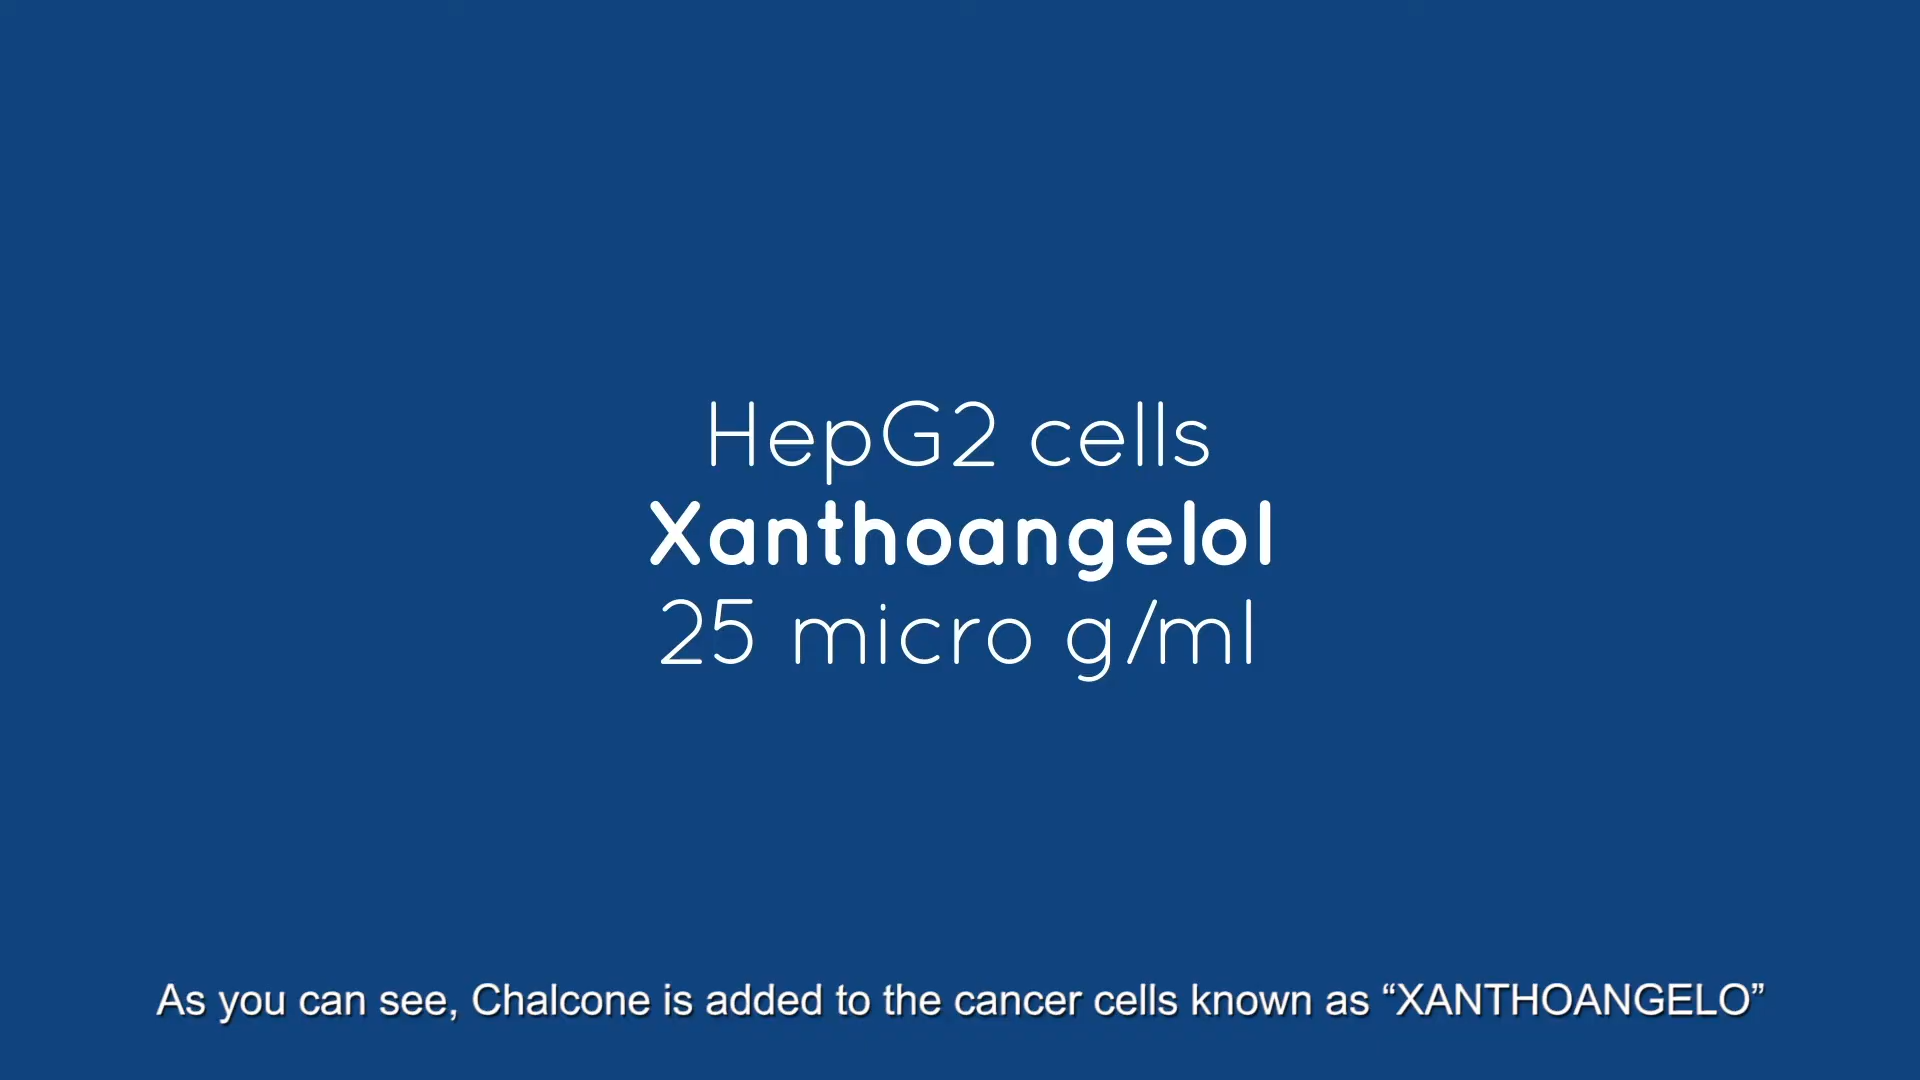 HepG2 cells
Xanthoangelol
25 micro g/ml
As you can see, Chalcone is added to the cancer cells known as “XANTHOANGELO”